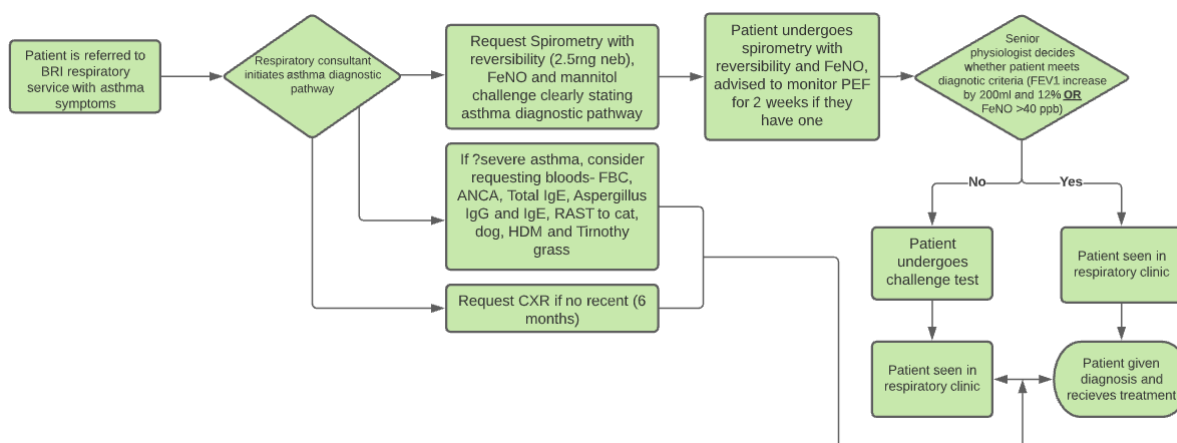 Patient is referred to
BRI respiratory
service with asthma
symptoms
Respiratory consultant
initiates asthma diagnostic
pathway
Request Spirometry with
reversibility (2.5mg neb),
FeNO and mannitol
challenge clearly stating
asthma diagnostic pathway
Patient undergoes
spirometry with
reversibility and FeNO,
advised to monitor PEF
for 2 weeks if they
have one
Senior
physiologist decides
whether patient meets
diagnotic criteria (FEV1 increase
by 200ml and 12% OR
FeNO >40 ppb)
If ?severe asthma, consider
requesting bloods- FBC,
ANCA, Total IgE, Aspergillus
IgG and IgE, RAST to cat,
dog, HDM and Timothy
grass
Request CXR if no recent (6
months)
No
Yes
Patient
undergoes
challenge test
Patient seen in
respiratory clinic
Patient seen in
respiratory clinic
Patient given
diagnosis and
recieves treatment